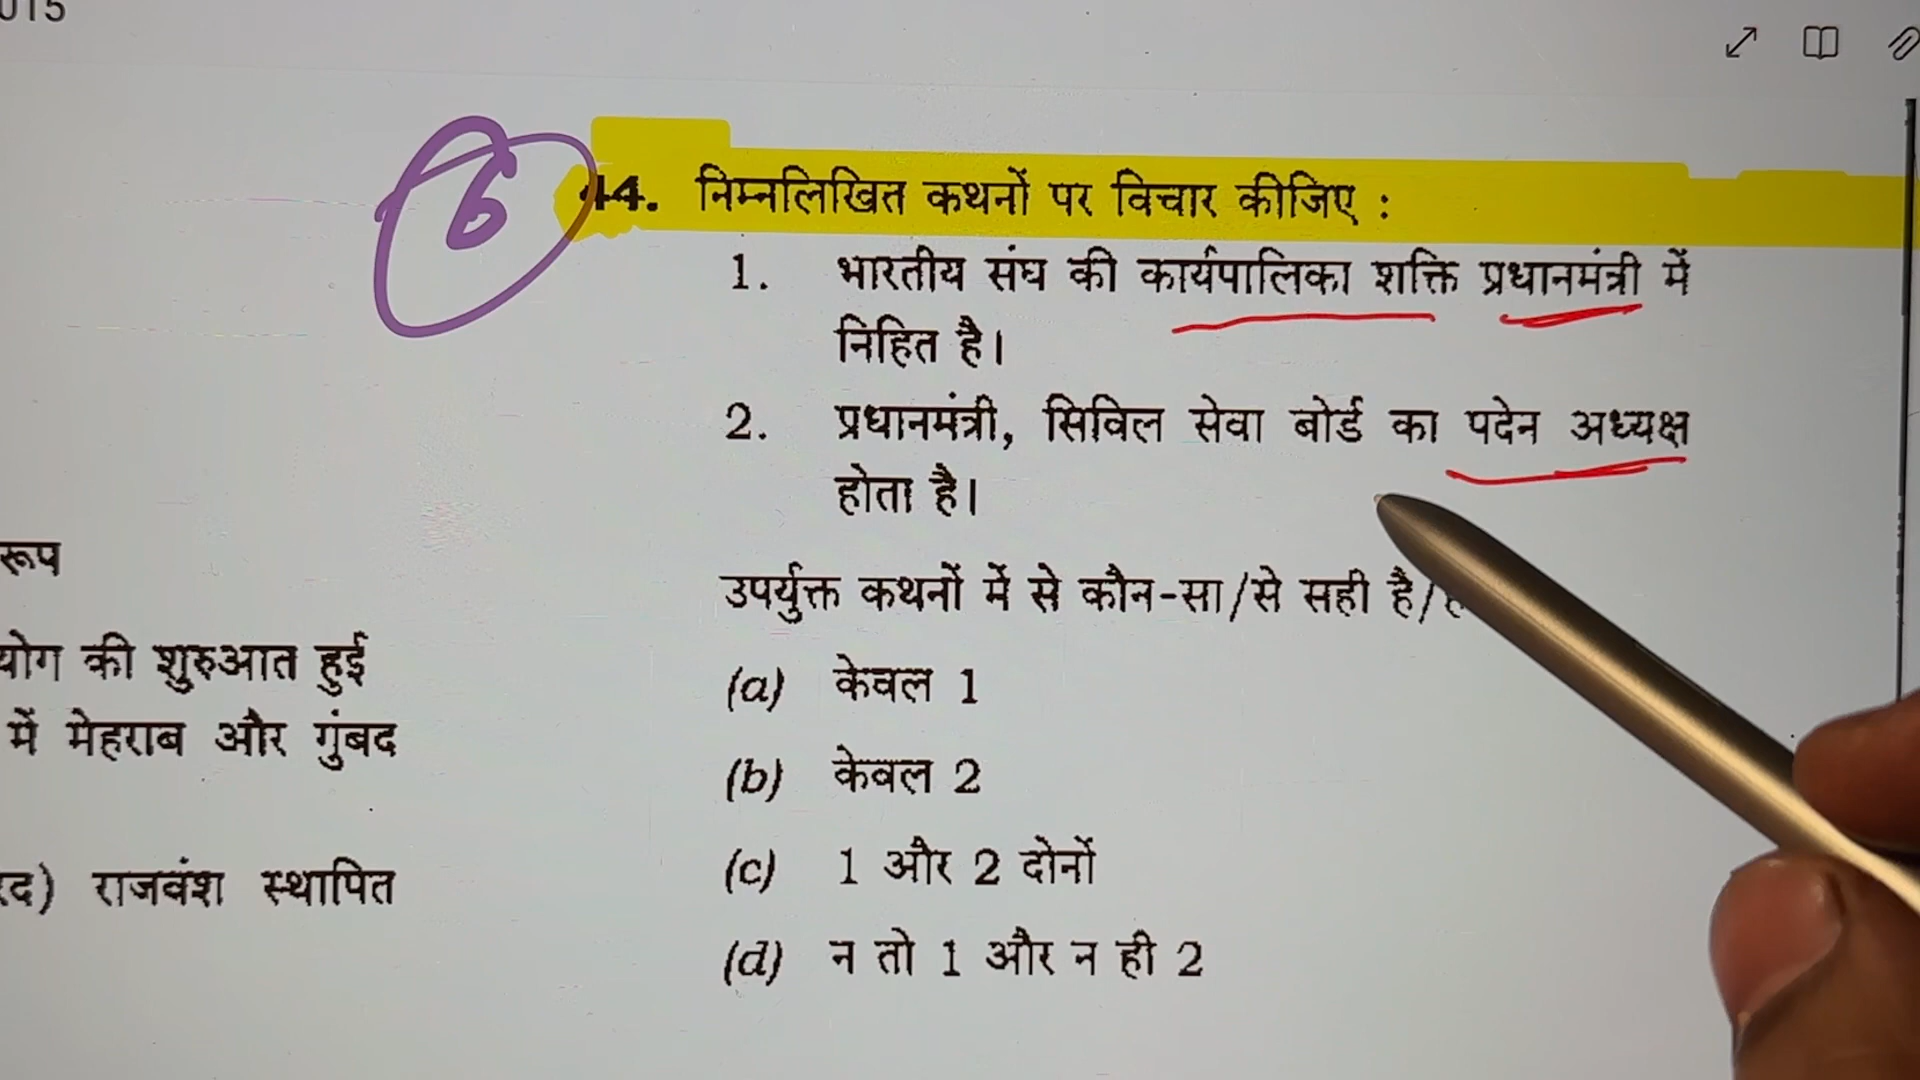 015
6
44. निम्नलिखित कथनों पर विचार कीजिए :
1. भारतीय संघ की कार्यपालिका शक्ति प्रधानमंत्री में
निहित है।
2. प्रधानमंत्री, सिविल सेवा बोर्ड का पदेन अध्यक्ष
होता है।
उपर्युक्त कथनों में से कौन-सा/से सही है/
(a) केवल 1
(b) केवल 2
(c) 1 और 2 दोनों
(d) न तो 1 और न ही 2
रूप
की शुरुआत हुई
में मेहराब और गुंबद
राजवंश स्थापित